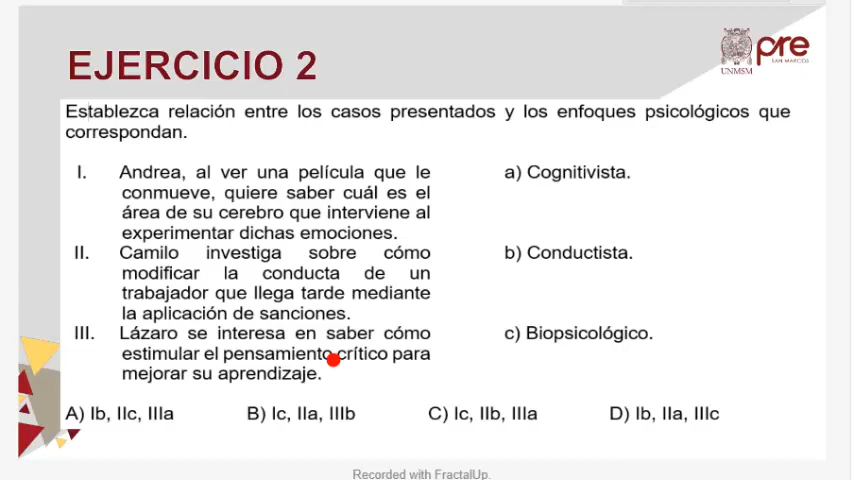 EJERCICIO 2
UNMSM
pre
SAN MARCOS
Establezca relación entre los casos presentados y los enfoques psicológicos que
correspondan.
I. Andrea, al ver una película que le
conmueve, quiere saber cuál es el
área de su cerebro que interviene al
experimentar dichas emociones.
a) Cognitivista.
II. Camilo investiga sobre cómo
modificar la conducta de un
trabajador que llega tarde mediante
la aplicación de sanciones.
b) Conductista.
III. Lázaro se interesa en saber cómo
estimular el pensamiento crítico para
mejorar su aprendizaje.
c) Biopsicológico.
A) Ib, IIc, IIIa B) Ic, IIa, IIIb C) Ic, IIb, IIIa D) Ib, IIa, IIIc
Recorded with FractalUp.